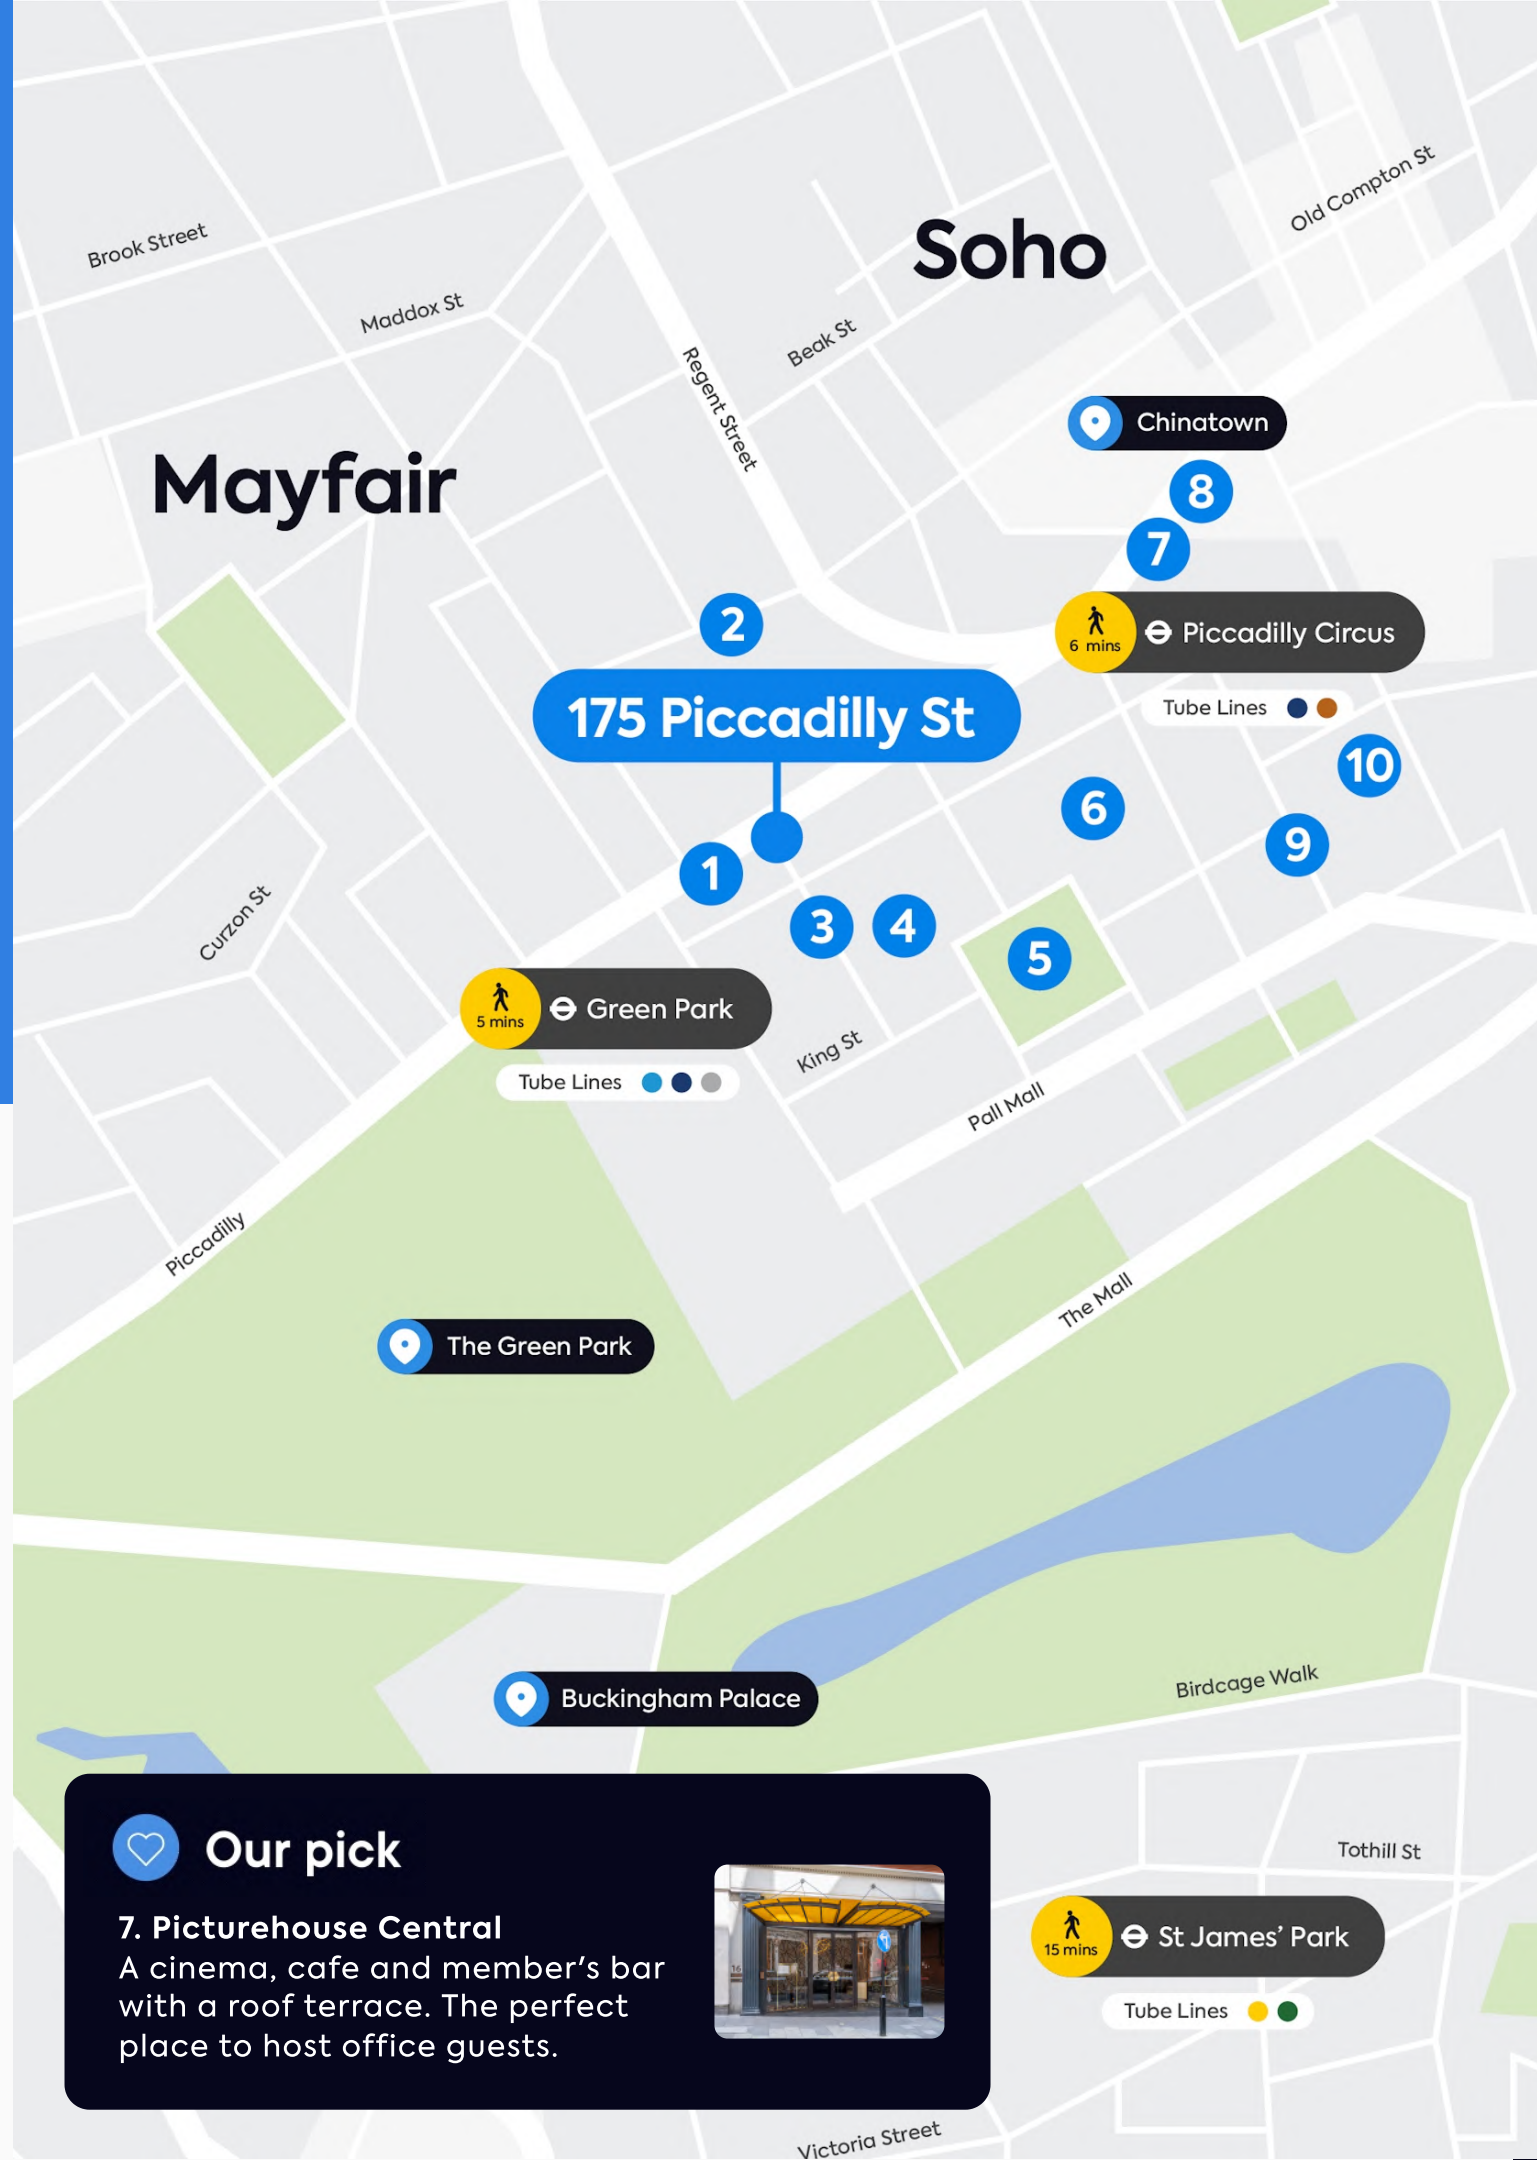 Old Compton St
Brook Street
Soho
Maddox St
Beak St
Regent Street
Chinatown
Mayfair
8
7
2
6 mins
Piccadilly Circus
175 Piccadilly St
Tube Lines
10
6
9
1
3
4
5
Curzon St
5 mins
Green Park
King St
Tube Lines
Pall Mall
Piccadilly
The Mall
The Green Park
Birdcage Walk
Buckingham Palace
Our pick
7. Picturehouse Central
A cinema, cafe and member's bar
with a roof terrace. The perfect
place to host office guests.
16
Tothill St
15 mins
St James’ Park
Tube Lines
Victoria Street